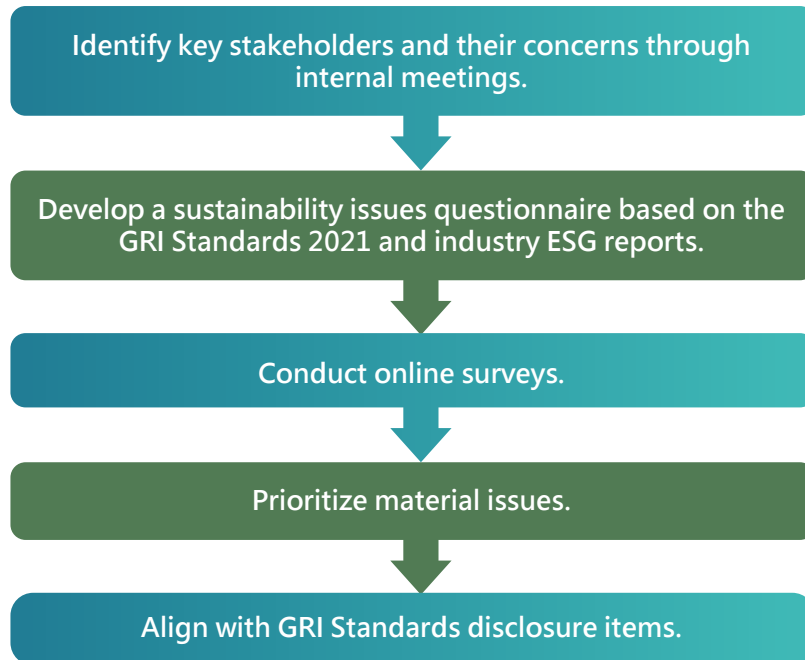 Identify key stakeholders and their concerns through
internal meetings.
Develop a sustainability issues questionnaire based on the
GRI Standards 2021 and industry ESG reports.
Conduct online surveys.
Prioritize material issues.
Align with GRI Standards disclosure items.